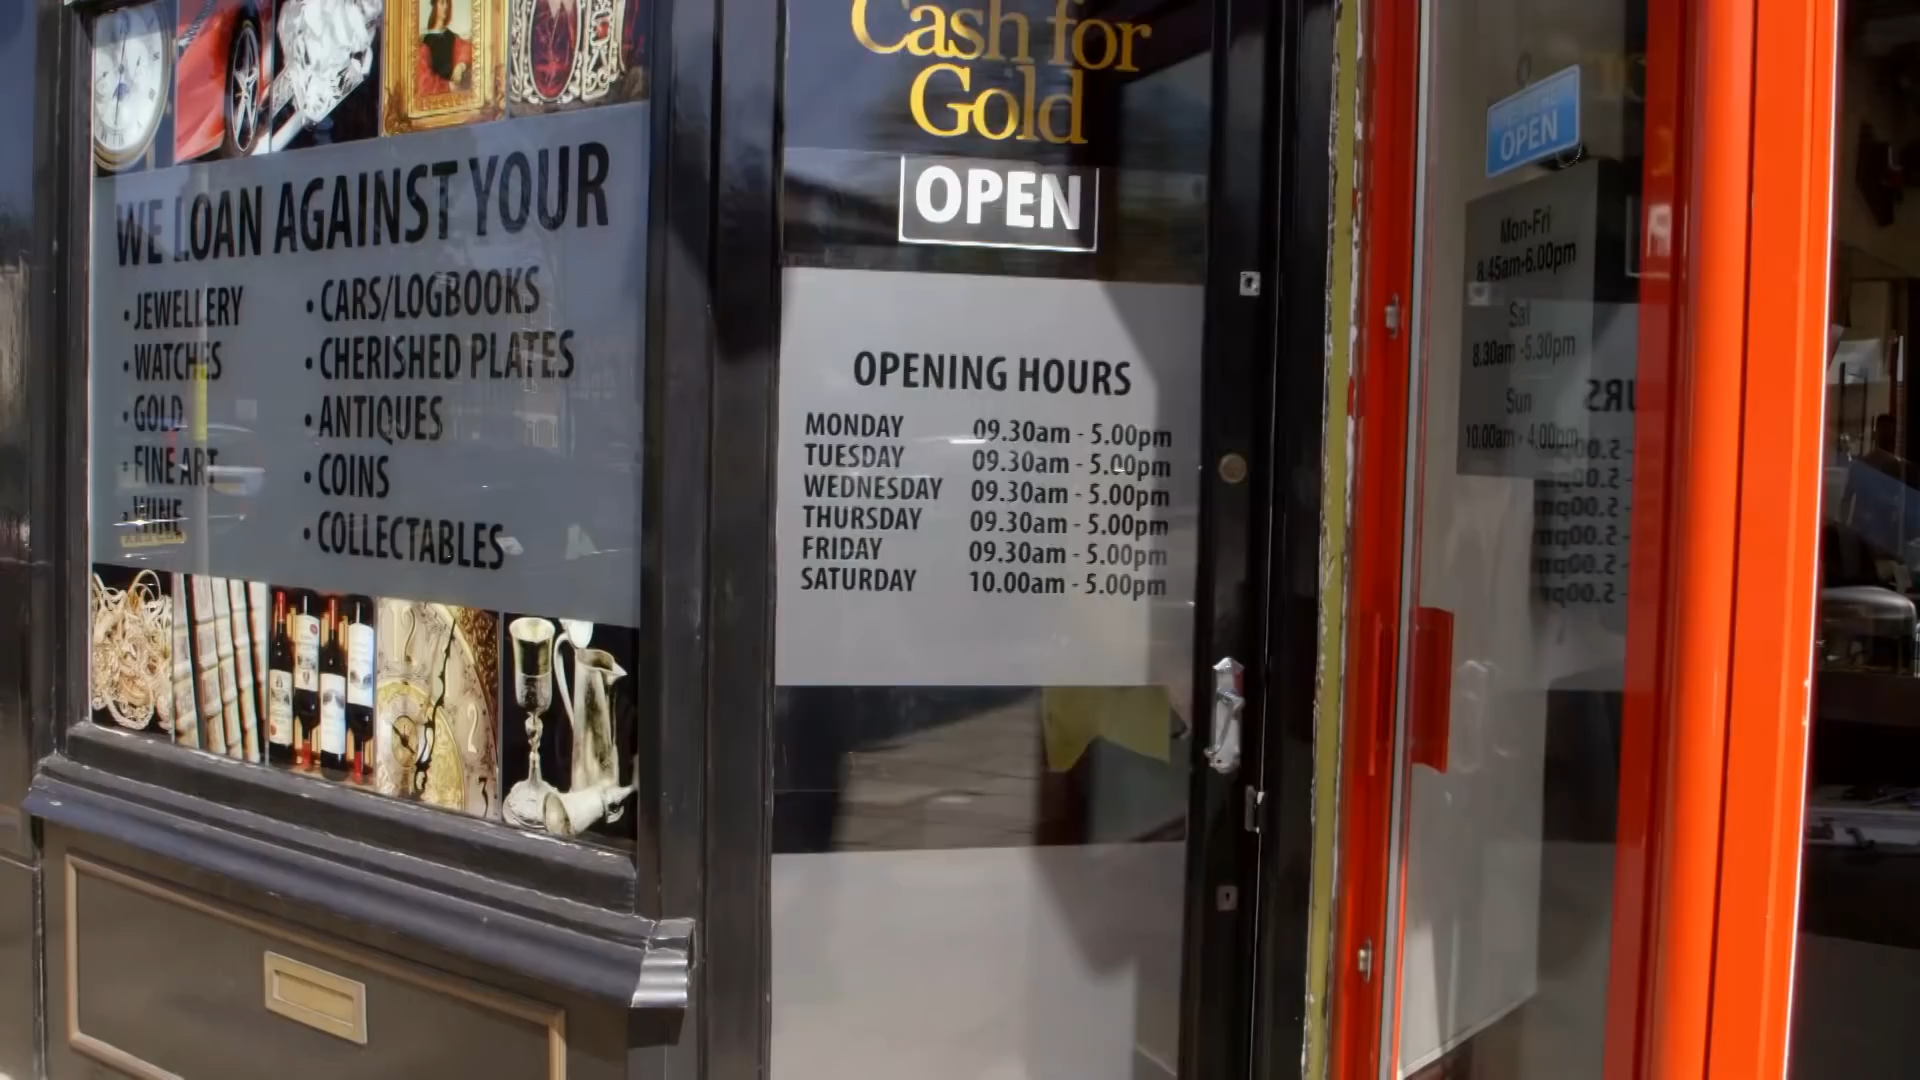 WE LOAN AGAINST YOUR
• JEWELLERY
• WATCHES
• GOLD
• FINE ART
• WINE
• CARS/LOGBOOKS
• CHERISHED PLATES
• ANTIQUES
• COINS
• COLLECTABLES
Cash for
Gold
OPEN
OPENING HOURS
MONDAY 09.30am - 5.00pm
TUESDAY 09.30am - 5.00pm
WEDNESDAY 09.30am - 5.00pm
THURSDAY 09.30am - 5.00pm
FRIDAY 09.30am - 5.00pm
SATURDAY 10.00am - 5.00pm
OPEN
Mon-Fri
8.45am-6.00pm
Sat
8.30am -5.30pm
Sun
10.00am - 4.00pm